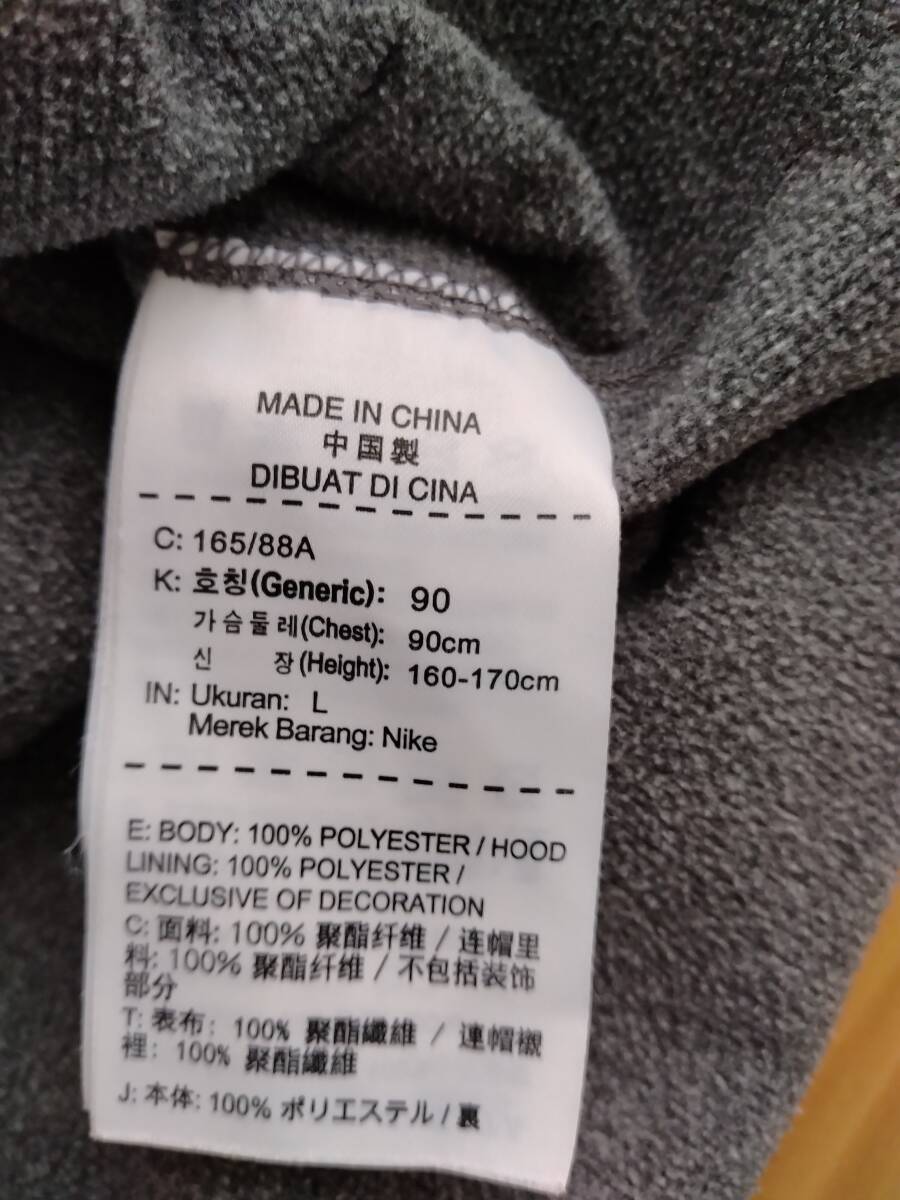 MADE IN CHINA
中国製
DIBUAT DI CINA
C: 165/88A
K: 호칭(Generic): 90
가슴둘레(Chest): 90cm
신 장(Height): 160-170cm
IN: Ukuran: L
Merek Barang: Nike
E: BODY: 100% POLYESTER / HOOD
LINING: 100% POLYESTER /
EXCLUSIVE OF DECORATION
C: 面料: 100% 聚酯纤维 / 连帽里
料: 100% 聚酯纤维 / 不包括装饰
部分
T: 表布: 100% 聚酯纖維 / 連帽襯
裡: 100% 聚酯纖維
J: 本体: 100% ポリエステル / 裏